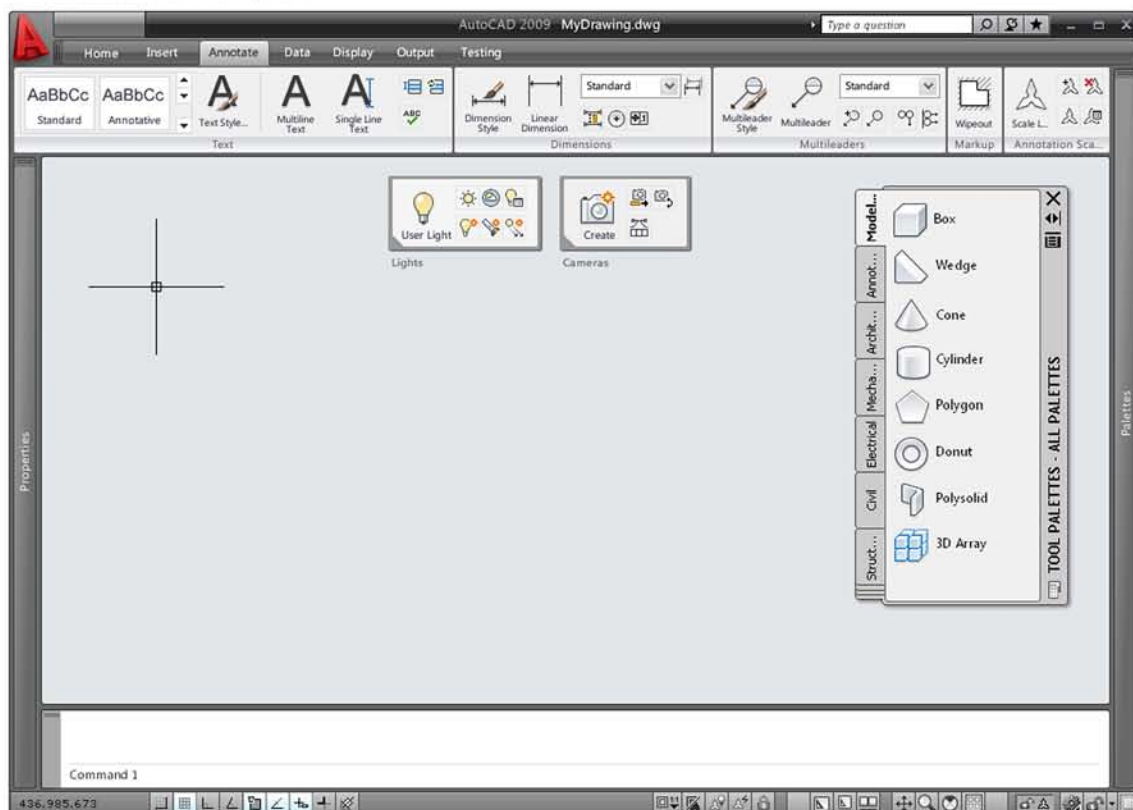 AutoCAD 2009 MyDrawing.dwg
Type a question
Home Insert Annotate Data Display Output Testing
AaBbCc AaBbCc
Standard Annotative
Text Style...
Multiline Text
Single Line Text
ABC
Text
Dimension Style
Linear Dimension
Standard
Dimensions
Multileader Style
Multileader
Standard
Multileaders
Wipeout
Markup
Scale L...
Annotation Sca...
Properties
User Light
Lights
Create
Cameras
Model...
Annot...
Archit...
Mecha...
Electrical
Civil
Struct...
Box
Wedge
Cone
Cylinder
Polygon
Donut
Polysolid
3D Array
TOOL PALETTES - ALL PALETTES
Palettes
Command 1
436.985.673